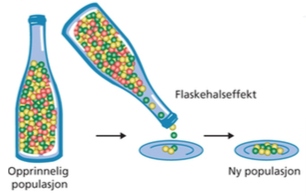 Flaskehalseffekt
Opprinnelig
populasjon
Ny populasjon